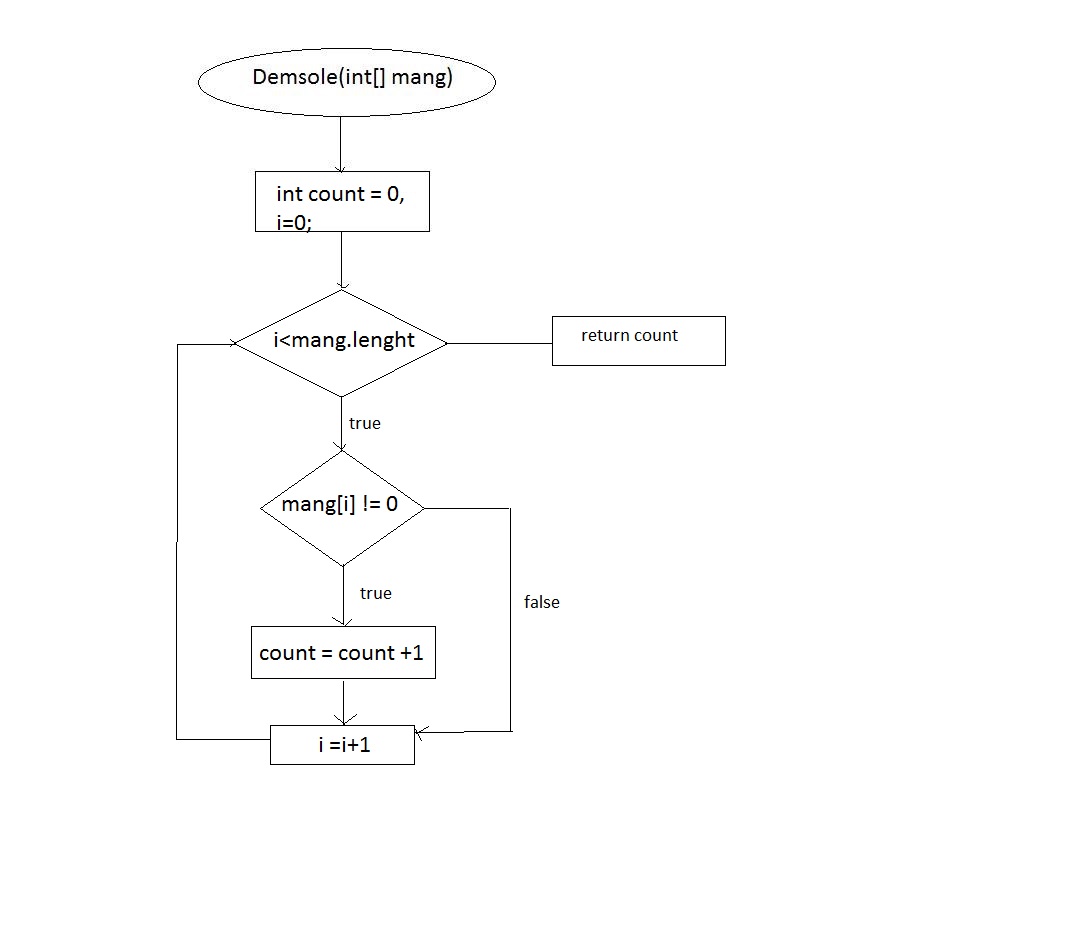 Demsole(int[] mang)
int count = 0,
i=0;
i<mang.lenght
return count
true
mang[i] != 0
true
false
count = count +1
i =i+1